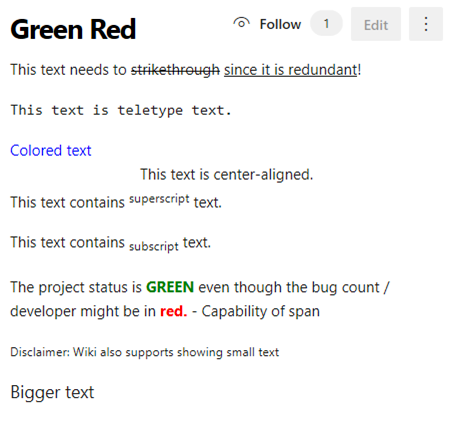 Green Red
Follow 1 Edit
This text needs to strikethrough since it is redundant!
This text is teletype text.
Colored text
This text is center-aligned.
This text contains superscript text.
This text contains subscript text.
The project status is GREEN even though the bug count /
developer might be in red. - Capability of span
Disclaimer: Wiki also supports showing small text
Bigger text